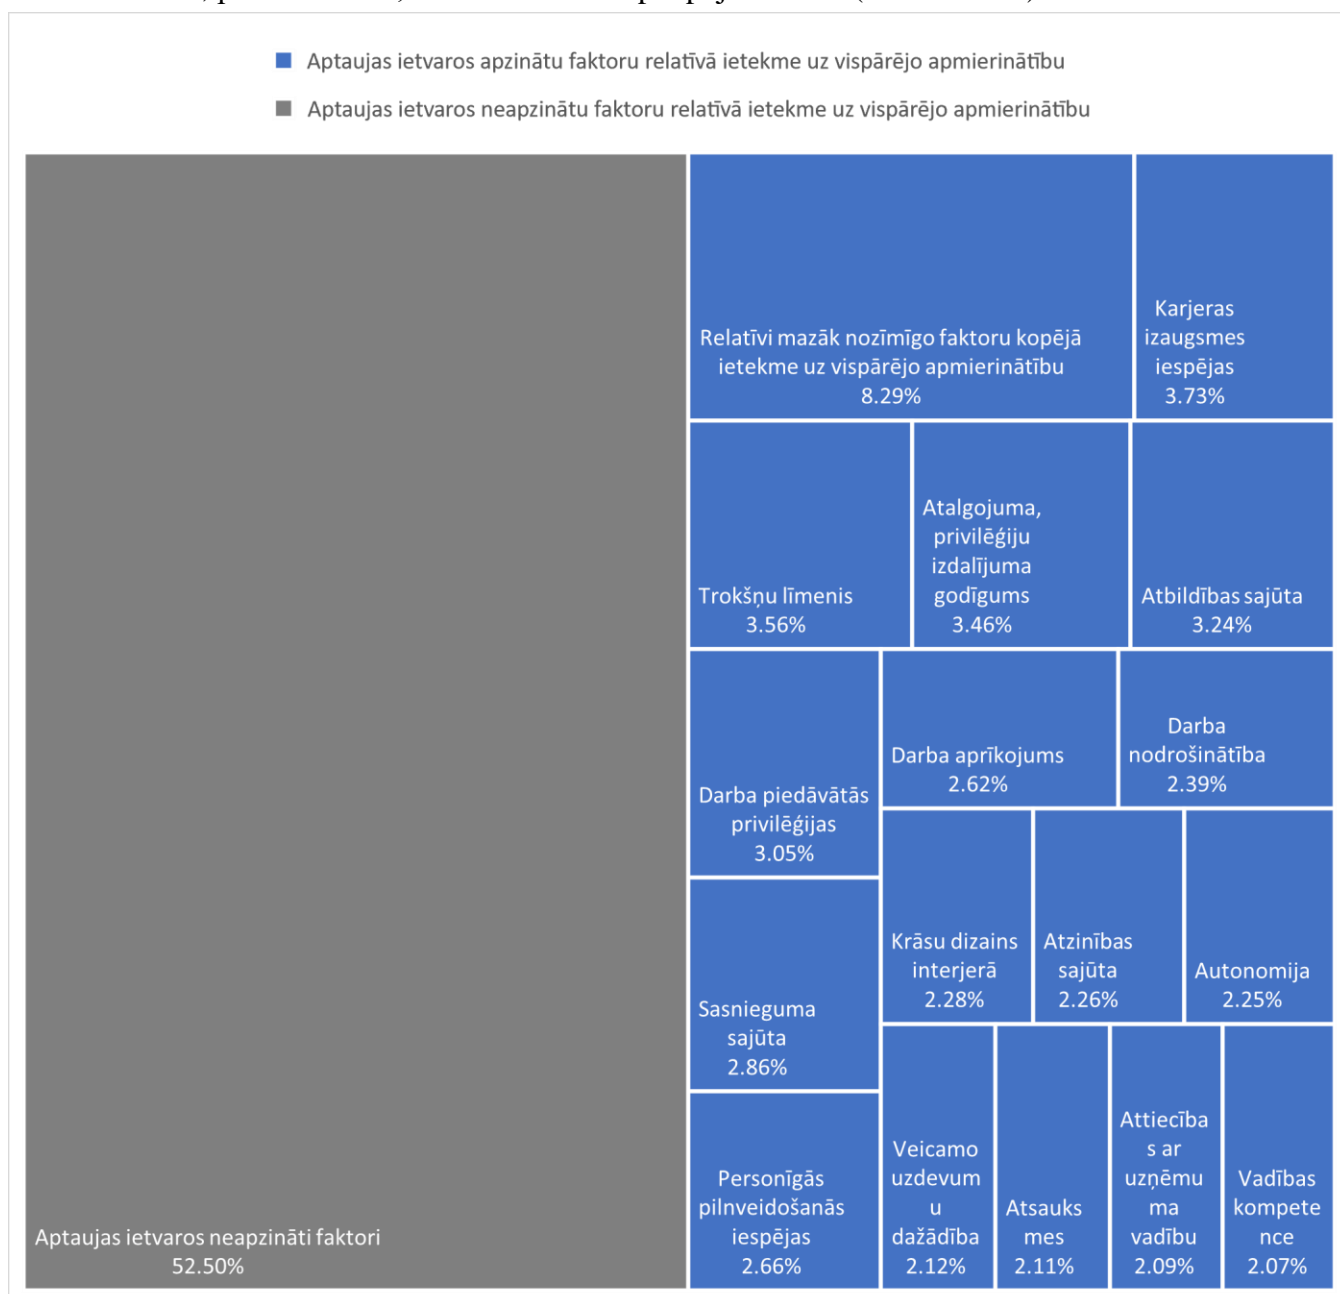 Aptaujas ietvaros apzinātu faktoru relatīvā ietekme uz vispārējo apmierinātību
Aptaujas ietvaros neapzinātu faktoru relatīvā ietekme uz vispārējo apmierinātību
Aptaujas ietvaros neapzināti faktori
52.50%
Relatīvi mazāk nozīmīgo faktoru kopējā
ietekme uz vispārējo apmierinātību
8.29%
Karjeras
izaugsmes
iespējas
3.73%
Trokšņu līmenis
3.56%
Atalgojuma,
privilēģiju
izdalījuma
godīgums
3.46%
Atbildības sajūta
3.24%
Darba piedāvātās
privilēģijas
3.05%
Darba aprīkojums
2.62%
Darba
nodrošinātība
2.39%
Sasnieguma
sajūta
2.86%
Krāsu dizains
interjerā
2.28%
Atzinības
sajūta
2.26%
Autonomija
2.25%
Personīgās
pilnveidošanās
iespējas
2.66%
Veicamo
uzdevum
u
dažādība
2.12%
Atsauks
mes
2.11%
Attiecība
s ar
uzņēmu
ma
vadību
2.09%
Vadības
kompete
nce
2.07%